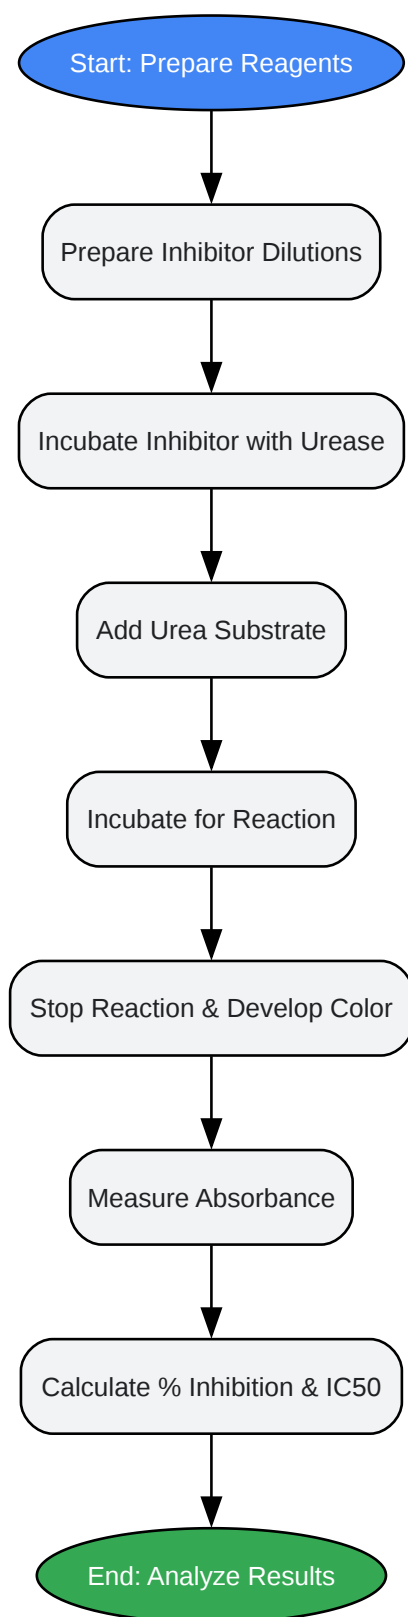 Start: Prepare Reagents
Prepare Inhibitor Dilutions
Incubate Inhibitor with Urease
Add Urea Substrate
Incubate for Reaction
Stop Reaction & Develop Color
Measure Absorbance
Calculate % Inhibition & IC50
End: Analyze Results